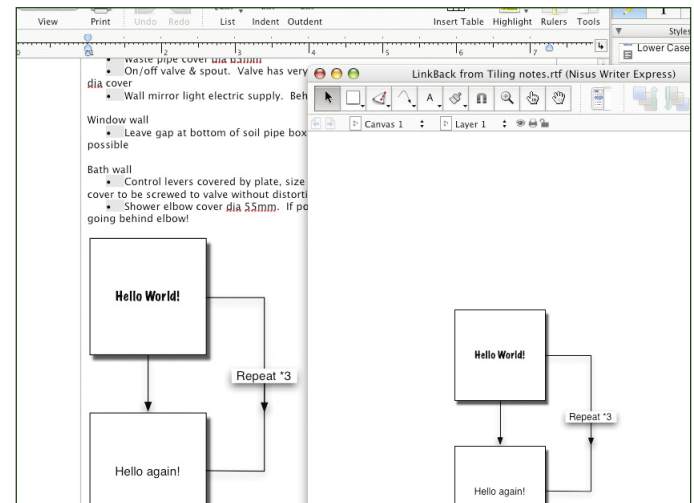 View Print Undo Redo List Indent Outdent Insert Table Highlight Rulers Tools
Styles
Lower Case
• Waste pipe cover dia 63mm
• On/off valve & spout. Valve has very
dia cover
• Wall mirror light electric supply. Beh
Window wall
• Leave gap at bottom of soil pipe box
possible
Bath wall
• Control levers covered by plate, size
cover to be screwed to valve without distorti
• Shower elbow cover dia 55mm. If po
going behind elbow!
Hello World!
Repeat *3
Hello again!
LinkBack from Tiling notes.rtf (Nisus Writer Express)
Canvas 1 Layer 1
Hello World!
Repeat *3
Hello again!